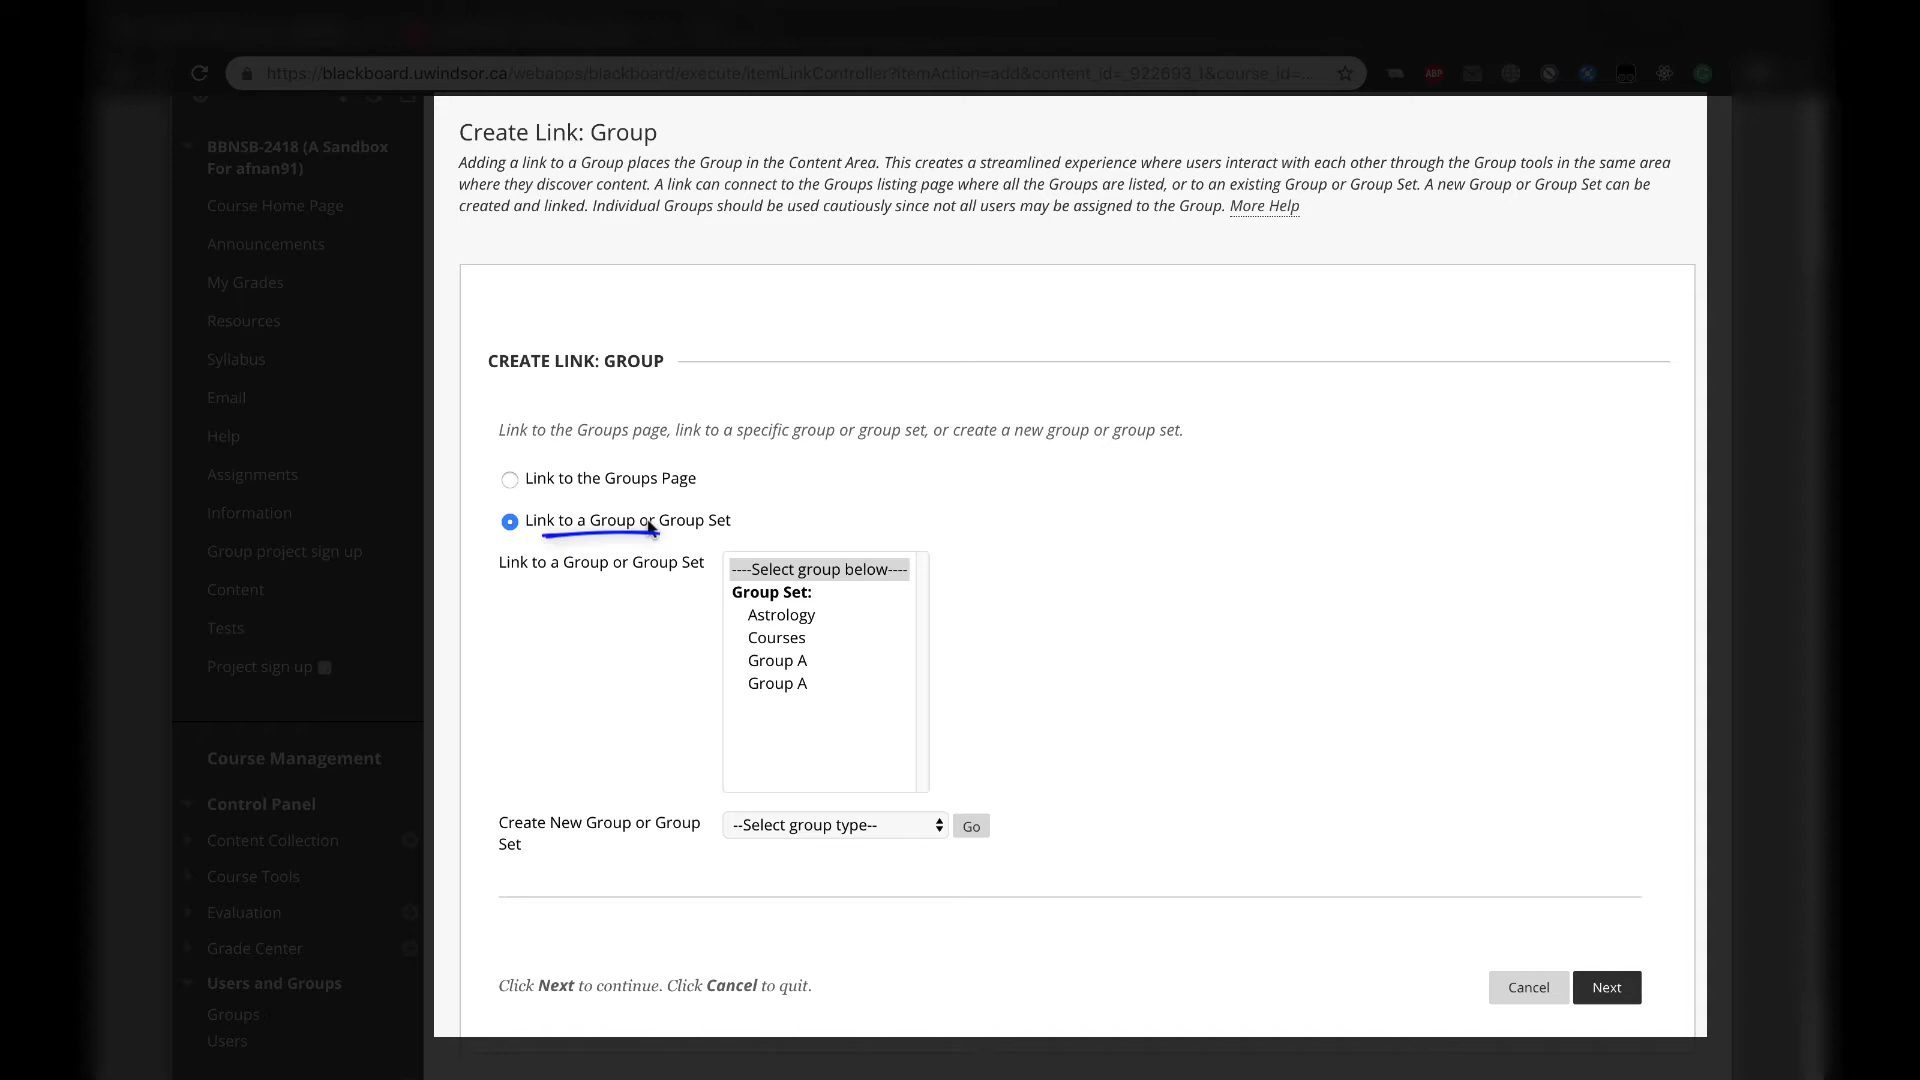 https://blackboard.uwindsor.ca/webapps/blackboard/execute/itemLinkController?itemAction=add&content_id=_922693_1&course_id=...
ABP
BBNSB-2418 (A Sandbox
For afnan91)
Course Home Page
Announcements
My Grades
Resources
Syllabus
Email
Help
Assignments
Information
Group project sign up
Content
Tests
Project sign up
Course Management
Control Panel
Content Collection
Course Tools
Evaluation
Grade Center
Users and Groups
Groups
Users
Create Link: Group
Adding a link to a Group places the Group in the Content Area. This creates a streamlined experience where users interact with each other through the Group tools in the same area
where they discover content. A link can connect to the Groups listing page where all the Groups are listed, or to an existing Group or Group Set. A new Group or Group Set can be
created and linked. Individual Groups should be used cautiously since not all users may be assigned to the Group. More Help
CREATE LINK: GROUP
Link to the Groups page, link to a specific group or group set, or create a new group or group set.
Link to the Groups Page
Link to a Group or Group Set
Link to a Group or Group Set
----Select group below----
Group Set:
Astrology
Courses
Group A
Group A
Create New Group or Group
Set
--Select group type--
Go
Click Next to continue. Click Cancel to quit.
Cancel
Next